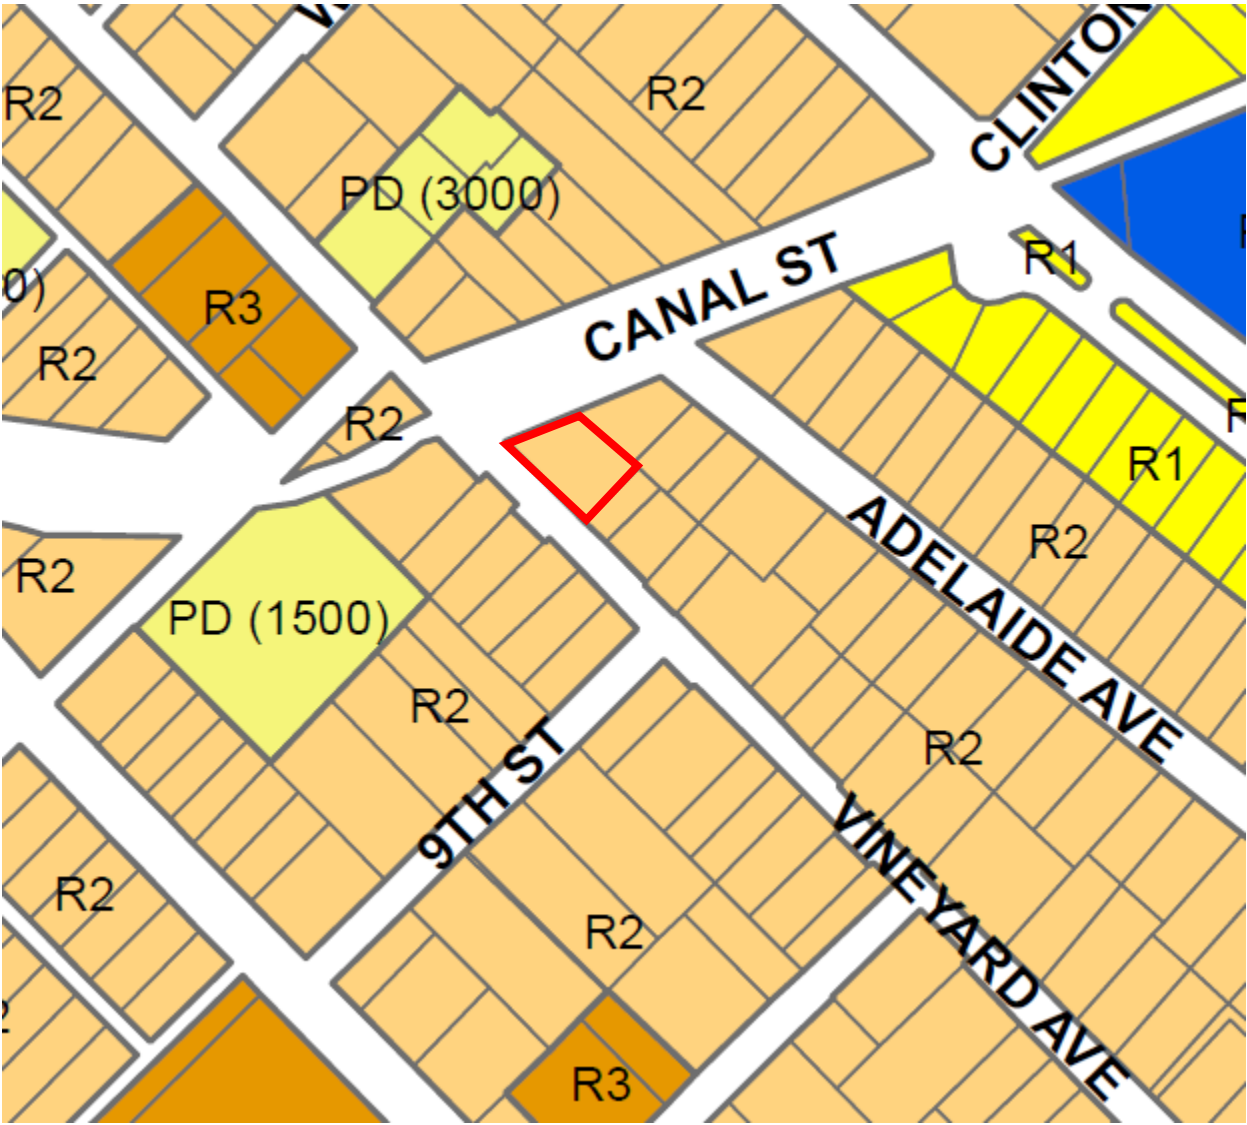 R2
R2
CLINTON
PD (3000)
R1
0)
R3
CANAL ST
R2
R2
R1
R2
R2
PD (1500)
ADELAIDE AVE
R2
R2
9TH ST
VINEYARD AVE
R2
R2
R3